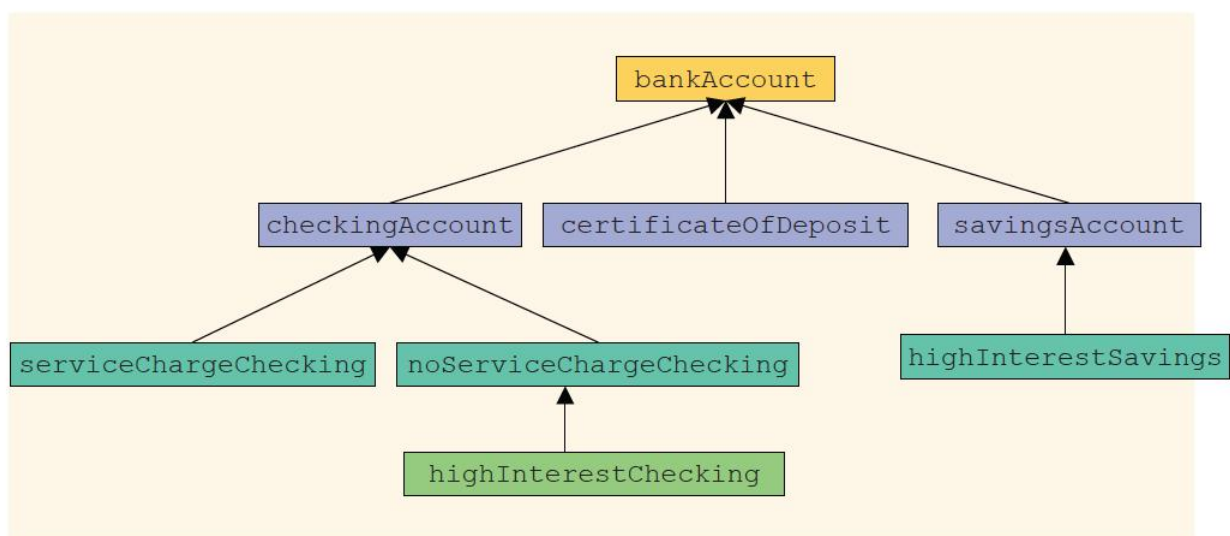 bankAccount
checkingAccount
certificateOfDeposit
savingsAccount
serviceChargeChecking
noServiceChargeChecking
highInterestSavings
highInterestChecking